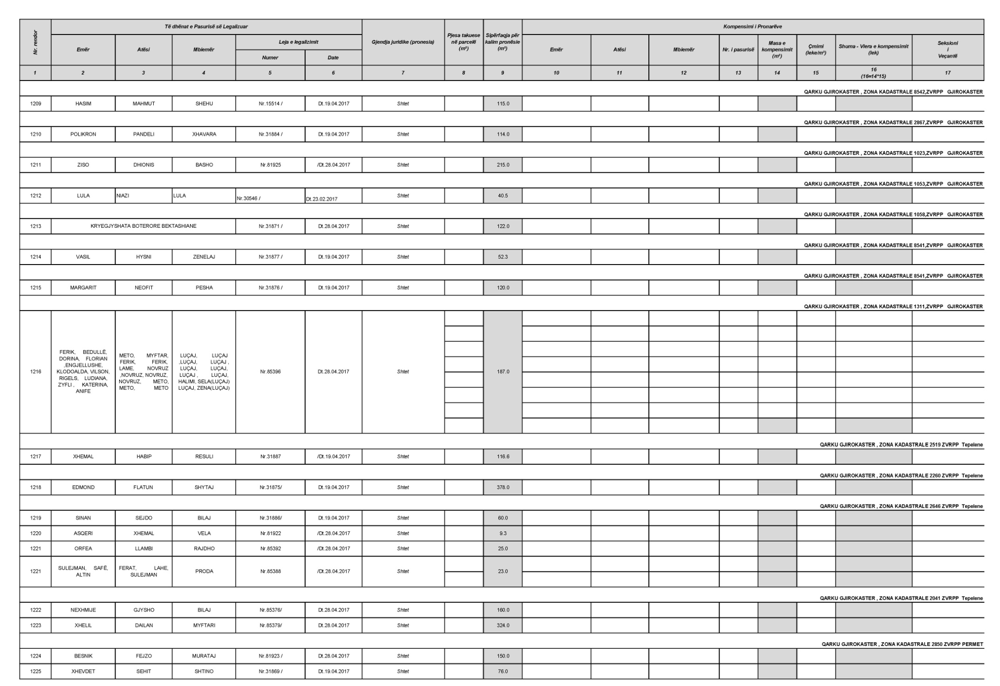 Nr. rendor
Të dhënat e Pasurisë së Legalizuar
Gjendja juridike (pronesia)
Pjesa takuese në parcelë (m²)
Sipërfaqja për kalim pronësie (m²)
Kompensimi i Pronarëve
Emër Atësi Mbiemër Leja e legalizimit
Numer Date
Emër Atësi Mbiemër Nr. i pasurisë Masa e kompensimit (m²) Çmimi (leke/m²) Shuma - Vlera e kompensimit (lek) Seksioni i Veçantë
1 2 3 4 5 6 7 8 9 10 11 12 13 14 15 16 (16=14*15) 17
QARKU GJIROKASTER , ZONA KADASTRALE 8542,ZVRPP GJIROKASTER
1209 HASIM MAHMUT SHEHU Nr.15514 / Dt.19.04.2017 Shtet 115.0
QARKU GJIROKASTER , ZONA KADASTRALE 2867,ZVRPP GJIROKASTER
1210 POLIKRON PANDELI XHAVARA Nr.31884 / Dt.19.04.2017 Shtet 114.0
QARKU GJIROKASTER , ZONA KADASTRALE 1023,ZVRPP GJIROKASTER
1211 ZISO DHIONIS BASHO Nr.81925 /Dt.28.04.2017 Shtet 215.0
QARKU GJIROKASTER , ZONA KADASTRALE 1053,ZVRPP GJIROKASTER
1212 LULA NIAZI LULA Nr.30546 / Dt.23.02.2017 Shtet 40.5
QARKU GJIROKASTER , ZONA KADASTRALE 1058,ZVRPP GJIROKASTER
1213 KRYEGJYSHATA BOTERORE BEKTASHIANE Nr.31871 / Dt.28.04.2017 Shtet 122.0
QARKU GJIROKASTER , ZONA KADASTRALE 8541,ZVRPP GJIROKASTER
1214 VASIL HYSNI ZENELAJ Nr.31877 / Dt.19.04.2017 Shtet 52.3
QARKU GJIROKASTER , ZONA KADASTRALE 8541,ZVRPP GJIROKASTER
1215 MARGARIT NEOFIT PESHA Nr.31876 / Dt.19.04.2017 Shtet 120.0
QARKU GJIROKASTER , ZONA KADASTRALE 1311,ZVRPP GJIROKASTER
1216
FERIK, BEDULLË,
DORINA, FLORIAN
,ENGJELLUSHE,
KLODOALDA, VILSON,
RIGELS, LUDIANA,
ZYFLI , KATERINA,
ANIFE
METO, MYFTAR,
FERIK, FERIK,
LAME, NOVRUZ
,NOVRUZ, NOVRUZ,
NOVRUZ, METO,
METO, METO
LUÇAJ, LUÇAJ
,LUÇAJ, LUÇAJ ,
LUÇAJ, LUÇAJ,
LUÇAJ , LUÇAJ,
HALIMI, SELA(LUÇAJ)
LUÇAJ, ZENA(LUÇAJ)
Nr.85396 Dt.28.04.2017 Shtet 187.0
QARKU GJIROKASTER , ZONA KADASTRALE 2519 ZVRPP Tepelene
1217 XHEMAL HABIP RESULI Nr.31887 /Dt.19.04.2017 Shtet 116.6
QARKU GJIROKASTER , ZONA KADASTRALE 2260 ZVRPP Tepelene
1218 EDMOND FLATUN SHYTAJ Nr.31875/ Dt.19.04.2017 Shtet 378.0
QARKU GJIROKASTER , ZONA KADASTRALE 2646 ZVRPP Tepelene
1219 SINAN SEJDO BILAJ Nr.31886/ Dt.19.04.2017 Shtet 60.0
1220 ASQERI XHEMAL VELA Nr.81922 /Dt.28.04.2017 Shtet 9.3
1221 ORFEA LLAMBI RAJDHO Nr.85392 /Dt.28.04.2017 Shtet 25.0
1221 SULEJMAN, SAFË, ALTIN FERAT, LAHE, SULEJMAN PRODA Nr.85388 /Dt.28.04.2017 Shtet 23.0
QARKU GJIROKASTER , ZONA KADASTRALE 2041 ZVRPP Tepelene
1222 NEXHMIJE GJYSHO BILAJ Nr.85376/ Dt.28.04.2017 Shtet 160.0
1223 XHELIL DAILAN MYFTARI Nr.85379/ Dt.28.04.2017 Shtet 324.0
QARKU GJIROKASTER , ZONA KADASTRALE 2850 ZVRPP PERMET
1224 BESNIK FEJZO MURATAJ Nr.81923 / Dt.28.04.2017 Shtet 150.0
1225 XHEVDET SEHIT SHTINO Nr.31869 / Dt.19.04.2017 Shtet 76.0